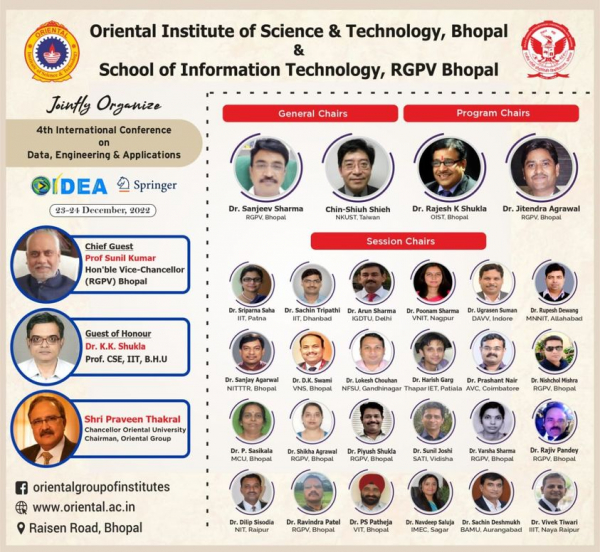 Oriental Institute of Science & Technology, Bhopal
&
School of Information Technology, RGPV Bhopal
ORIENTAL
Jointly Organize
4th International Conference
on
Data, Engineering & Applications
IDEA
Springer
23-24 December, 2022
Chief Guest
Prof Sunil Kumar
Hon'ble Vice-Chancellor
(RGPV) Bhopal
Guest of Honour
Dr. K.K. Shukla
Prof. CSE, IIT, B.H.U
Shri Praveen Thakral
Chancellor Oriental University
Chairman, Oriental Group
orientalgroupofinstitutes
www.oriental.ac.in
Raisen Road, Bhopal
General Chairs
Program Chairs
Dr. Sanjeev Sharma
RGPV, Bhopal
Chin-Shiuh Shieh
NKUST, Taiwan
Dr. Rajesh K Shukla
OIST, Bhopal
Dr. Jitendra Agrawal
RGPV, Bhopal
Session Chairs
Dr. Sriparna Saha
IIT, Patna
Dr. Sachin Tripathi
IIT, Dhanbad
Dr. Arun Sharma
IGDTU, Delhi
Dr. Poonam Sharma
VNIT, Nagpur
Dr. Ugrasen Suman
DAVV, Indore
Dr. Rupesh Dewang
MNNIT, Allahabad
Dr. Sanjay Agarwal
NITTTR, Bhopal
Dr. D.K. Swami
VNS, Bhopal
Dr. Lokesh Chouhan
NFSU, Gandhinagar
Dr. Harish Garg
Thapar IET, Patiala
Dr. Prashant Nair
AVC, Coimbatore
Dr. Nishchol Mishra
RGPV, Bhopal
Dr. P. Sasikala
MCU, Bhopal
Dr. Shikha Agrawal
RGPV, Bhopal
Dr. Piyush Shukla
RGPV, Bhopal
Dr. Sunil Joshi
SATI, Vidisha
Dr. Varsha Sharma
RGPV, Bhopal
Dr. Rajiv Pandey
RGPV, Bhopal
Dr. Dilip Sisodia
NIT, Raipur
Dr. Ravindra Patel
RGPV, Bhopal
Dr. PS Patheja
VIT, Bhopal
Dr. Navdeep Saluja
IMEC, Sagar
Dr. Sachin Deshmukh
BAMU, Aurangabad
Dr. Vivek Tiwari
IIIT, Naya Raipur